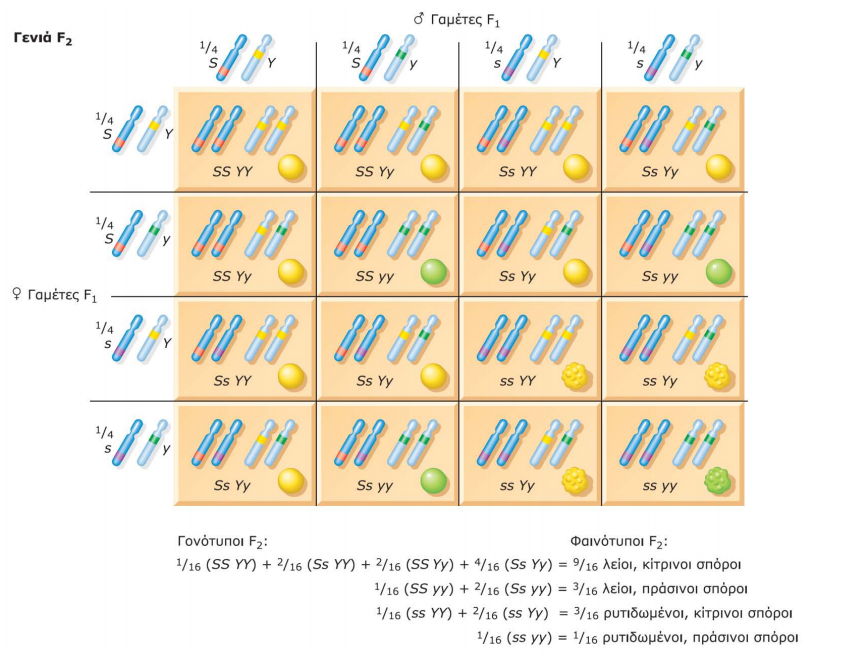 ♂ Γαμέτες F1
Γενιά F2
1/4 S Y
1/4 S y
1/4 s Y
1/4 s y
1/4 S Y
SS YY
SS Yy
Ss YY
Ss Yy
1/4 S y
SS Yy
SS yy
Ss Yy
Ss yy
♀ Γαμέτες F1
1/4 s Y
Ss YY
Ss Yy
ss YY
ss Yy
1/4 s y
Ss Yy
Ss yy
ss Yy
ss yy
Γονότυποι F2:
Φαινότυποι F2:
1/16 (SS YY) + 2/16 (Ss YY) + 2/16 (SS Yy) + 4/16 (Ss Yy) = 9/16 λείοι, κίτρινοι σπόροι
1/16 (SS yy) + 2/16 (Ss yy) = 3/16 λείοι, πράσινοι σπόροι
1/16 (ss YY) + 2/16 (ss Yy) = 3/16 ρυτιδωμένοι, κίτρινοι σπόροι
1/16 (ss yy) = 1/16 ρυτιδωμένοι, πράσινοι σπόροι